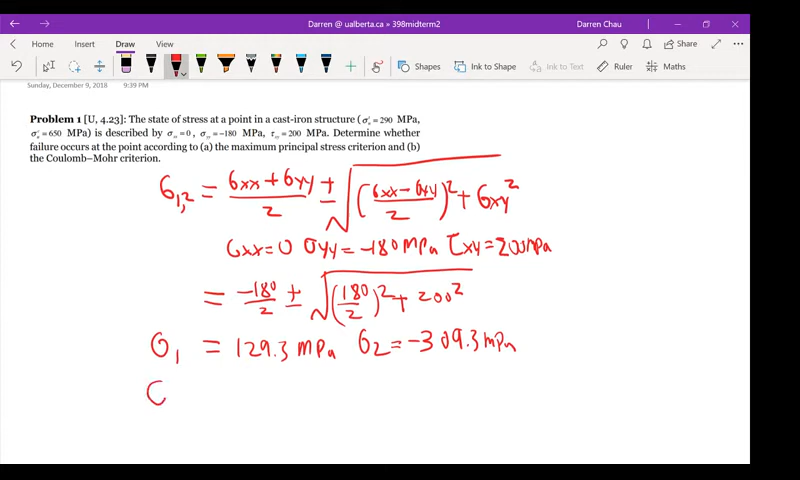 Darren @ ualberta.ca » 398midterm2
Darren Chau
Home Insert Draw View
Share
Shapes Ink to Shape Ink to Text Ruler Maths
Sunday, December 9, 2018 9:39 PM
Problem 1 [U, 4.23]: The state of stress at a point in a cast-iron structure (σᵤ = 290 MPa,
σ'ᵤ = 650 MPa) is described by σₓₓ = 0, σᵧᵧ = −180 MPa, τₓᵧ = 200 MPa. Determine whether
failure occurs at the point according to (a) the maximum principal stress criterion and (b)
the Coulomb–Mohr criterion.
σ1,2 = (σxx + σyy)/2 ± √(((σxx − σyy)/2)² + σxy²)
σxx = 0 σyy = −180 MPa τxy = 200 MPa
= −180/2 ± √((180/2)² + 200²)
σ1 = 129.3 MPa σ2 = −309.3 MPa